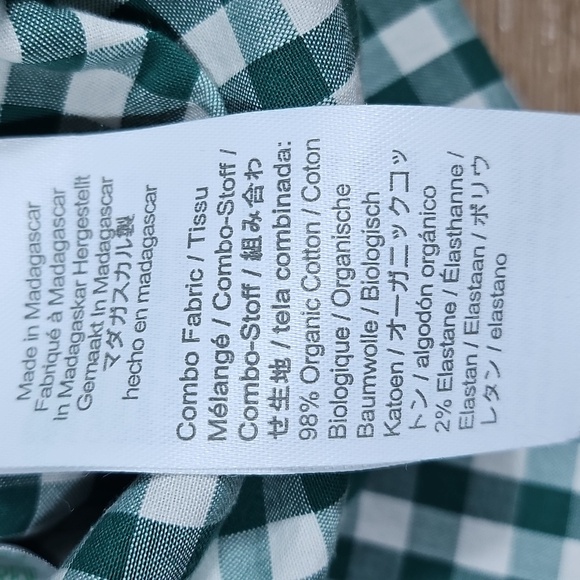 Made in Madagascar
Fabriqué à Madagascar
In Madagaskar Hergestellt
Gemaakt In Madagascar
マダガスカル製
hecho en madagascar
Combo Fabric / Tissu
Mélangé / Combo-Stoff /
Combo-Stoff / 組み合わ
せ生地 / tela combinada:
98% Organic Cotton / Coton
Biologique / Organische
Baumwolle / Biologisch
Katoen / オーガニックコッ
トン / algodón orgánico
2% Elastane / Élasthanne /
Elastan / Elastaan / ポリウ
レタン / elastano